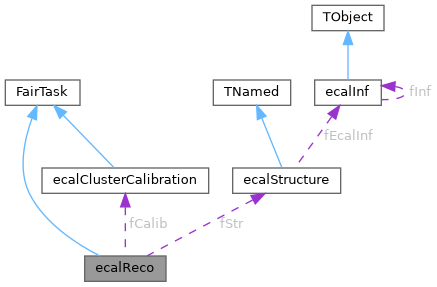 TObject
FairTask
TNamed
ecalInf
fInf
fEcalInf
ecalClusterCalibration
ecalStructure
fCalib
fStr
ecalReco